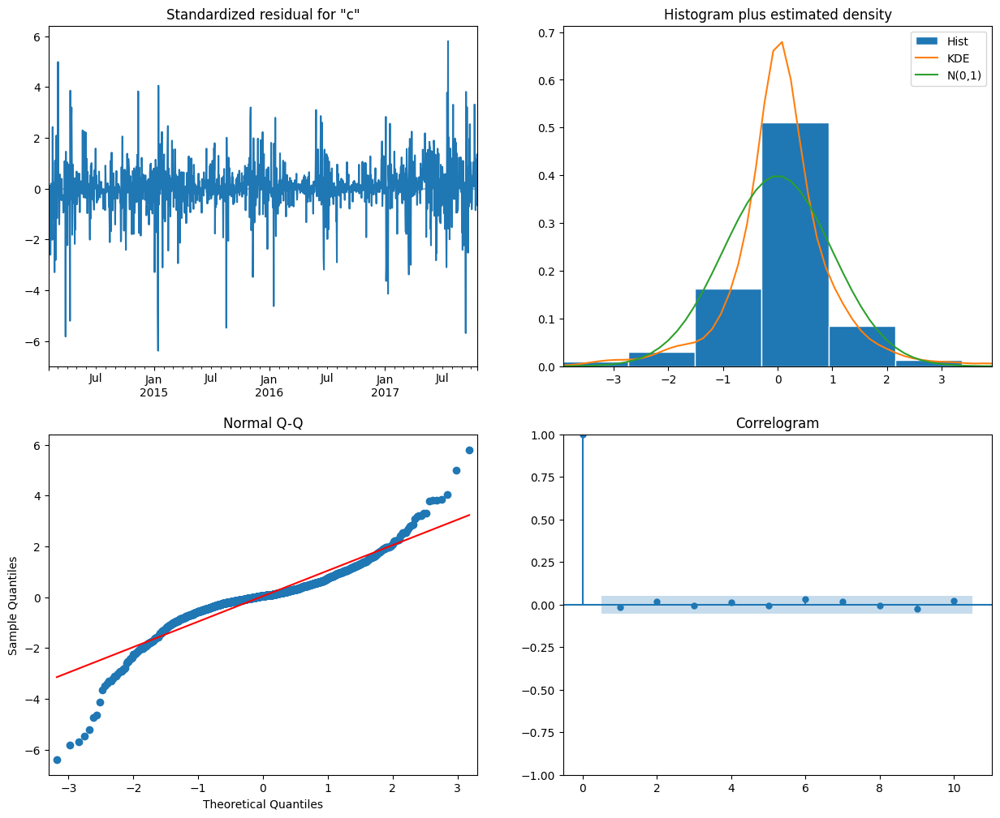 Standardized residual for "c"
6
4
2
0
−2
−4
−6
Jul Jan Jul Jan Jul Jan Jul
2015 2016 2017
Histogram plus estimated density
0.7
0.6
0.5
0.4
0.3
0.2
0.1
0.0
Hist
KDE
N(0,1)
−3 −2 −1 0 1 2 3
Normal Q-Q
Sample Quantiles
6
4
2
0
−2
−4
−6
−3 −2 −1 0 1 2 3
Theoretical Quantiles
Correlogram
1.00
0.75
0.50
0.25
0.00
−0.25
−0.50
−0.75
−1.00
0 2 4 6 8 10